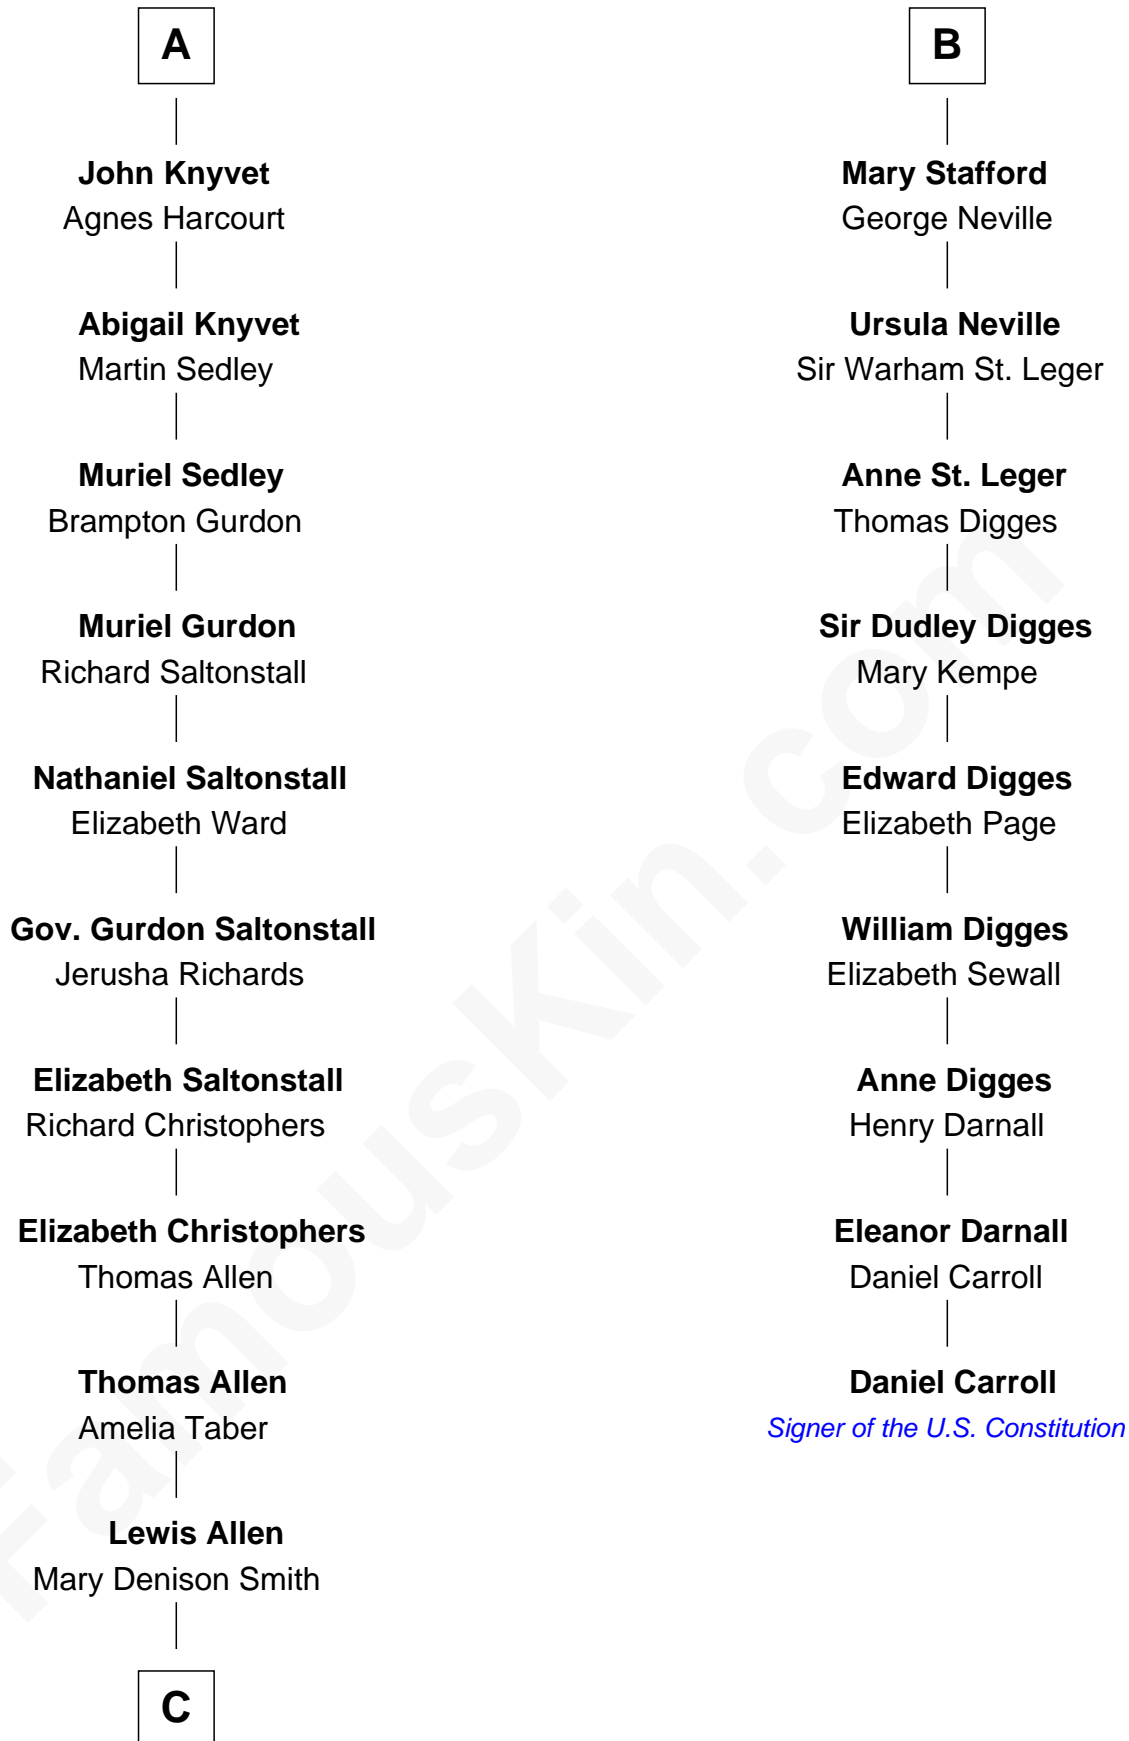 A
John Knyvet
Agnes Harcourt
Abigail Knyvet
Martin Sedley
Muriel Sedley
Brampton Gurdon
Muriel Gurdon
Richard Saltonstall
Nathaniel Saltonstall
Elizabeth Ward
Gov. Gurdon Saltonstall
Jerusha Richards
Elizabeth Saltonstall
Richard Christophers
Elizabeth Christophers
Thomas Allen
Thomas Allen
Amelia Taber
Lewis Allen
Mary Denison Smith
C
B
Mary Stafford
George Neville
Ursula Neville
Sir Warham St. Leger
Anne St. Leger
Thomas Digges
Sir Dudley Digges
Mary Kempe
Edward Digges
Elizabeth Page
William Digges
Elizabeth Sewall
Anne Digges
Henry Darnall
Eleanor Darnall
Daniel Carroll
Daniel Carroll
Signer of the U.S. Constitution
FamousKin.com